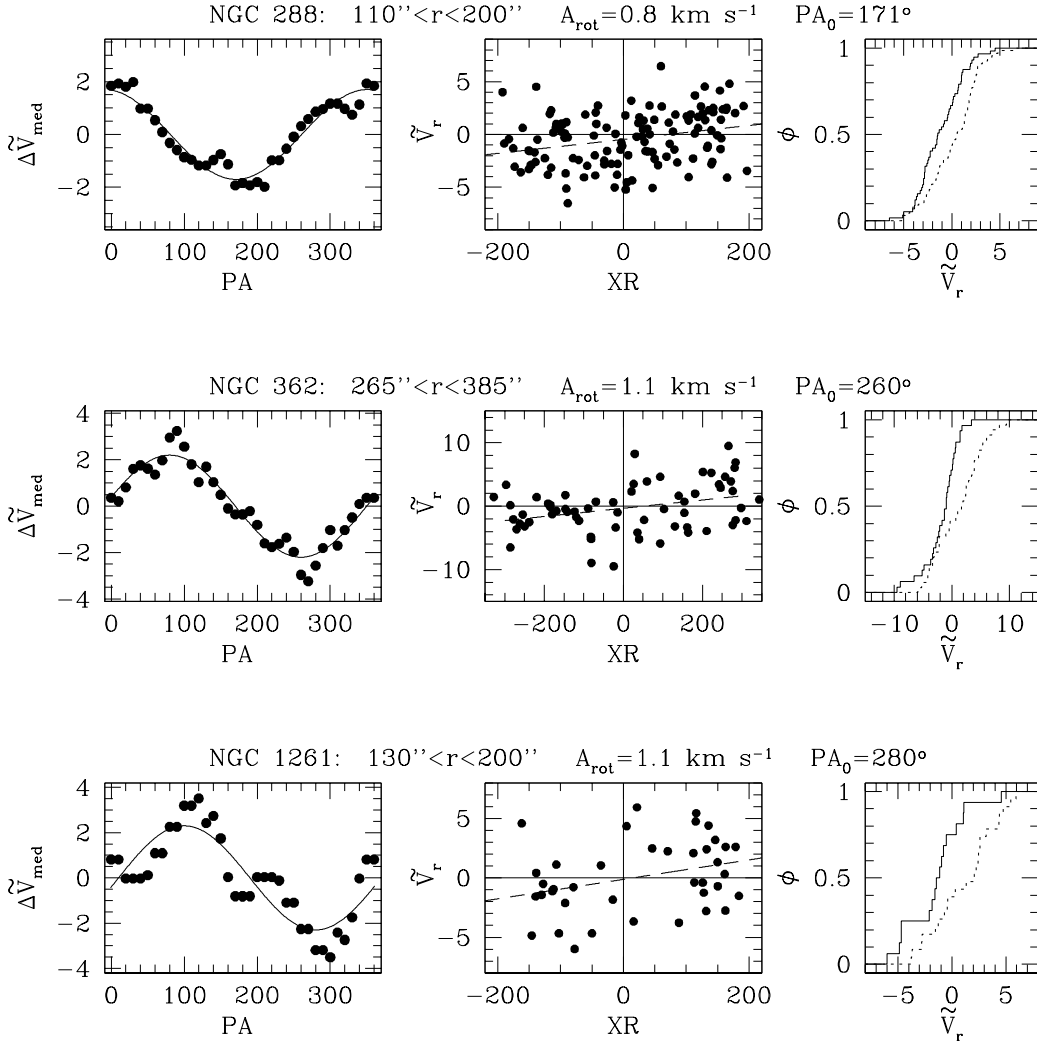 NGC 288: 110''<r<200'' A_rot=0.8 km s⁻¹ PA₀=171°
ΔṼ_med
2
0
−2
0 100 200 300
PA
Ṽ_r
5
0
−5
−200 0 200
XR
ϕ
1
0.5
0
−5 0 5
Ṽ_r
NGC 362: 265''<r<385'' A_rot=1.1 km s⁻¹ PA₀=260°
ΔṼ_med
4
2
0
−2
−4
0 100 200 300
PA
Ṽ_r
10
0
−10
−200 0 200
XR
ϕ
1
0.5
0
−10 0 10
Ṽ_r
NGC 1261: 130''<r<200'' A_rot=1.1 km s⁻¹ PA₀=280°
ΔṼ_med
4
2
0
−2
−4
0 100 200 300
PA
Ṽ_r
5
0
−5
−200 0 200
XR
ϕ
1
0.5
0
−5 0 5
Ṽ_r